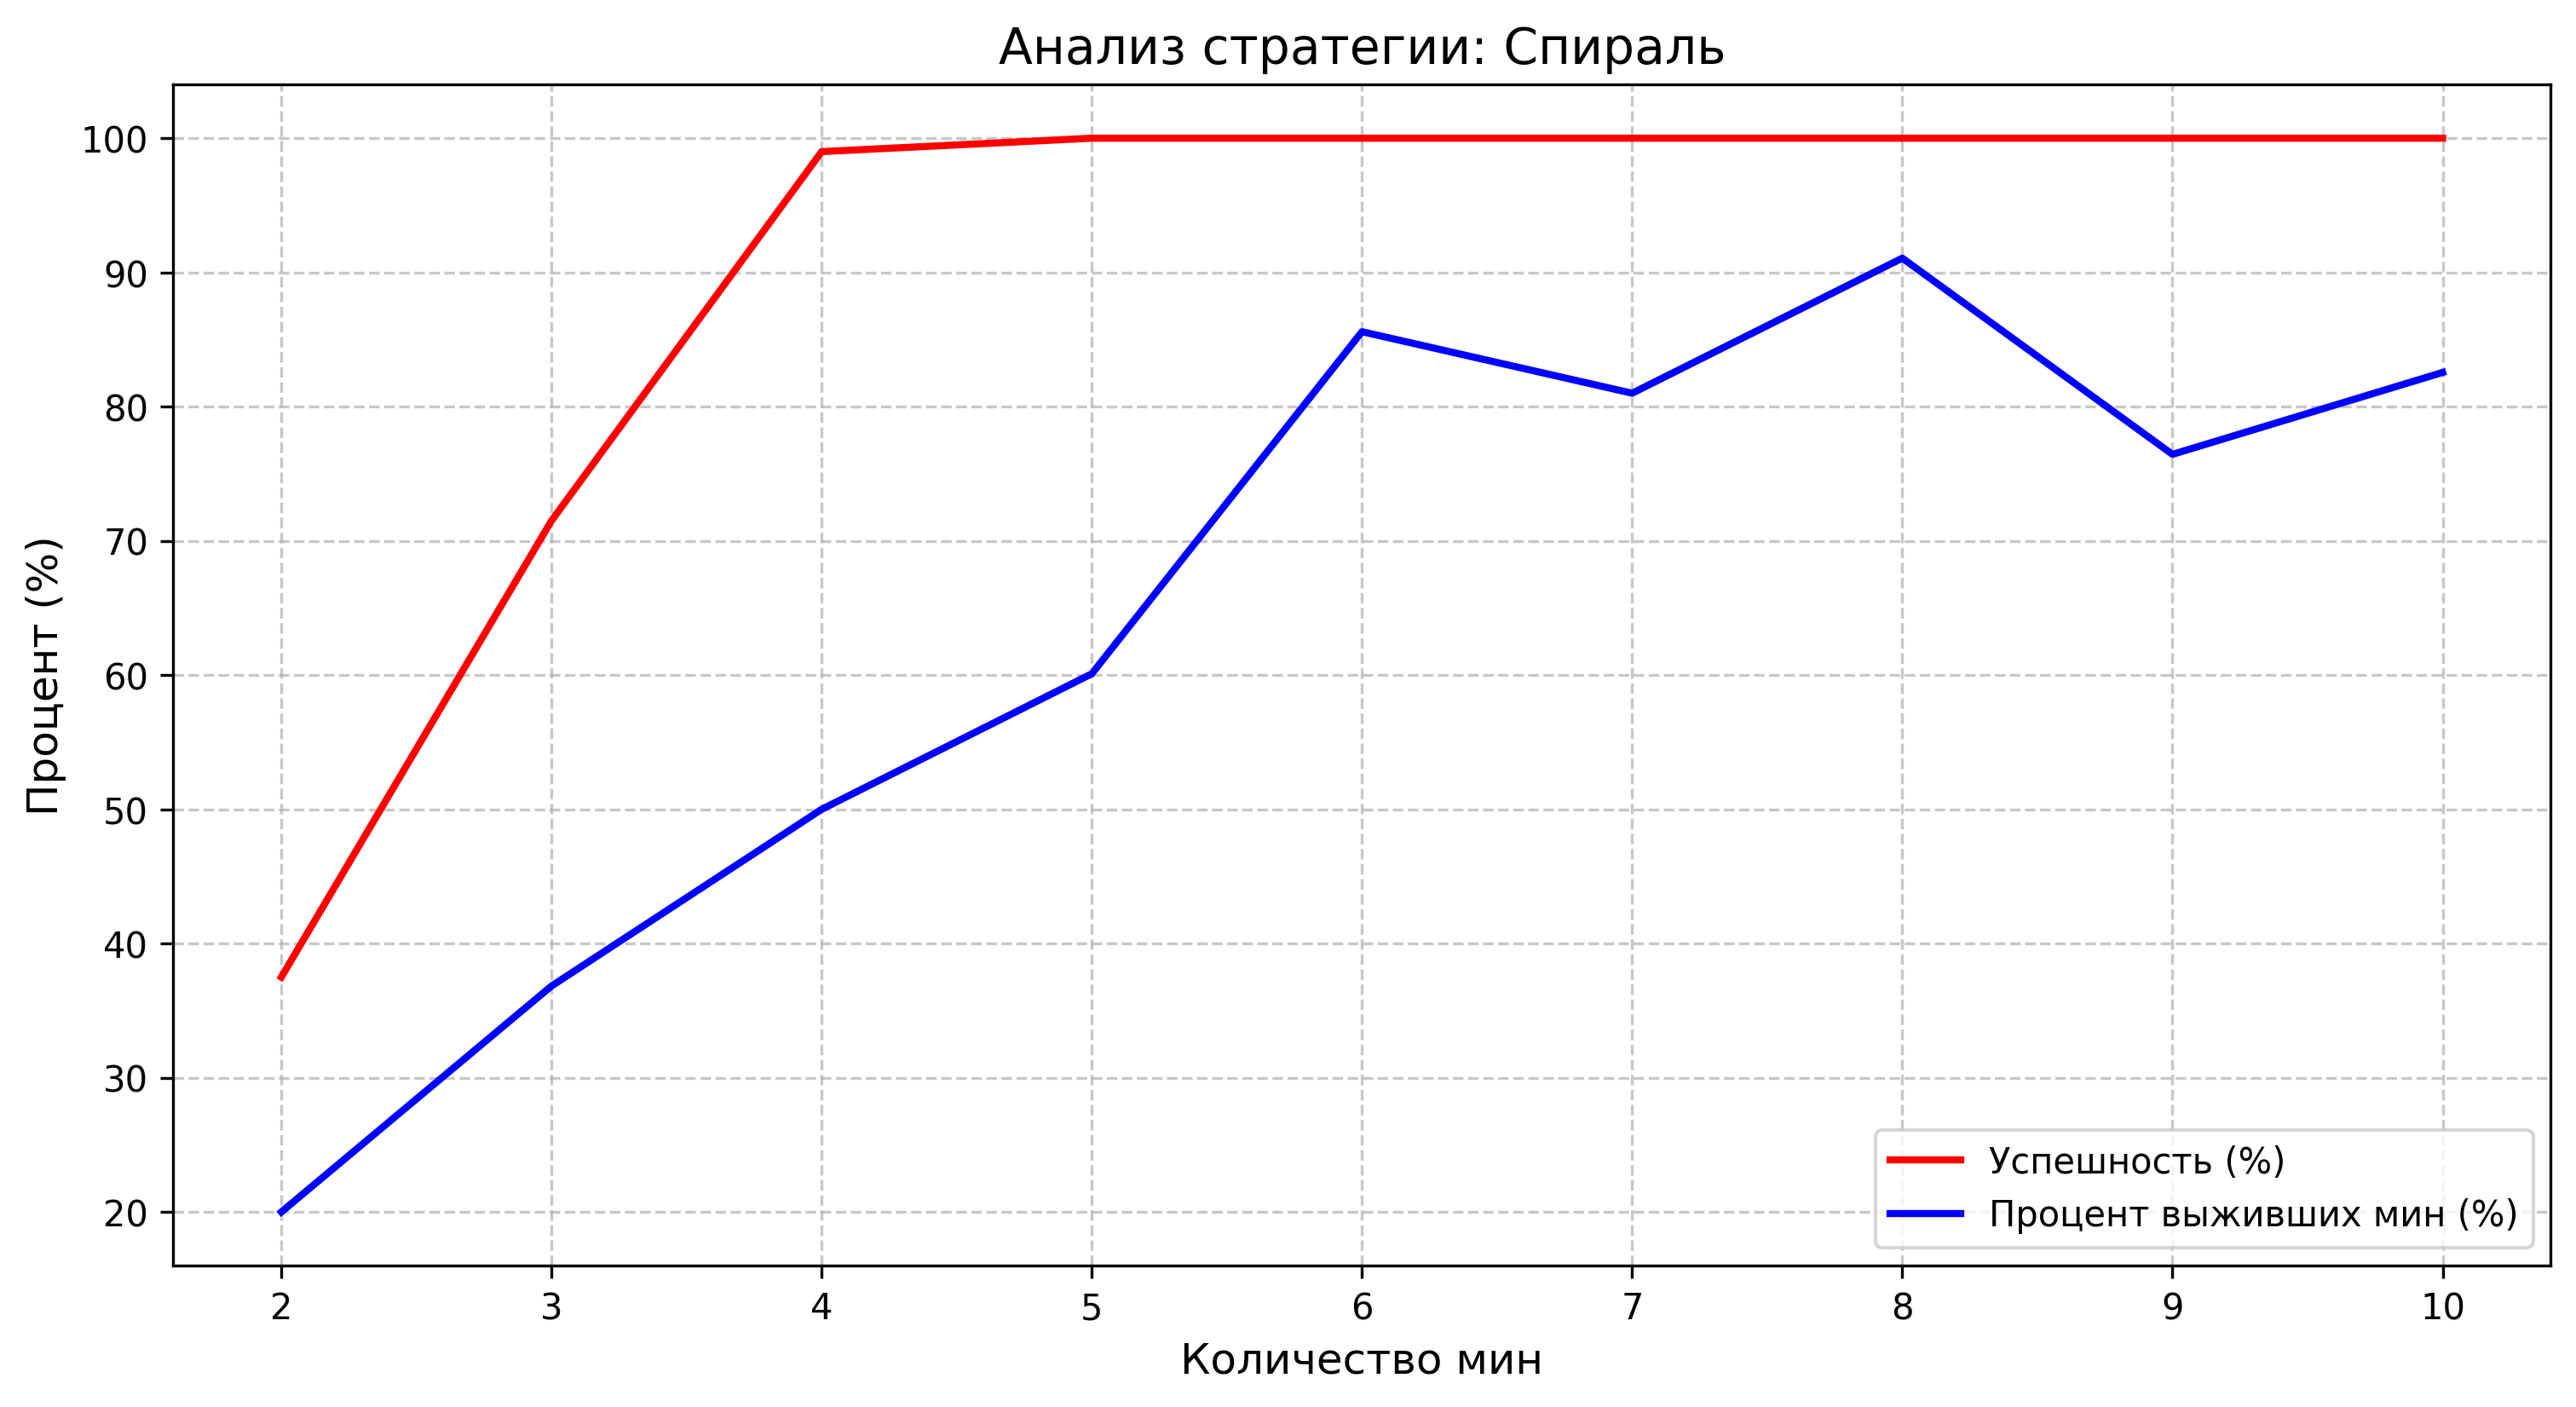 Анализ стратегии: Спираль
Процент (%)
100
90
80
70
60
50
40
30
20
Успешность (%)
Процент выживших мин (%)
2 3 4 5 6 7 8 9 10
Количество мин